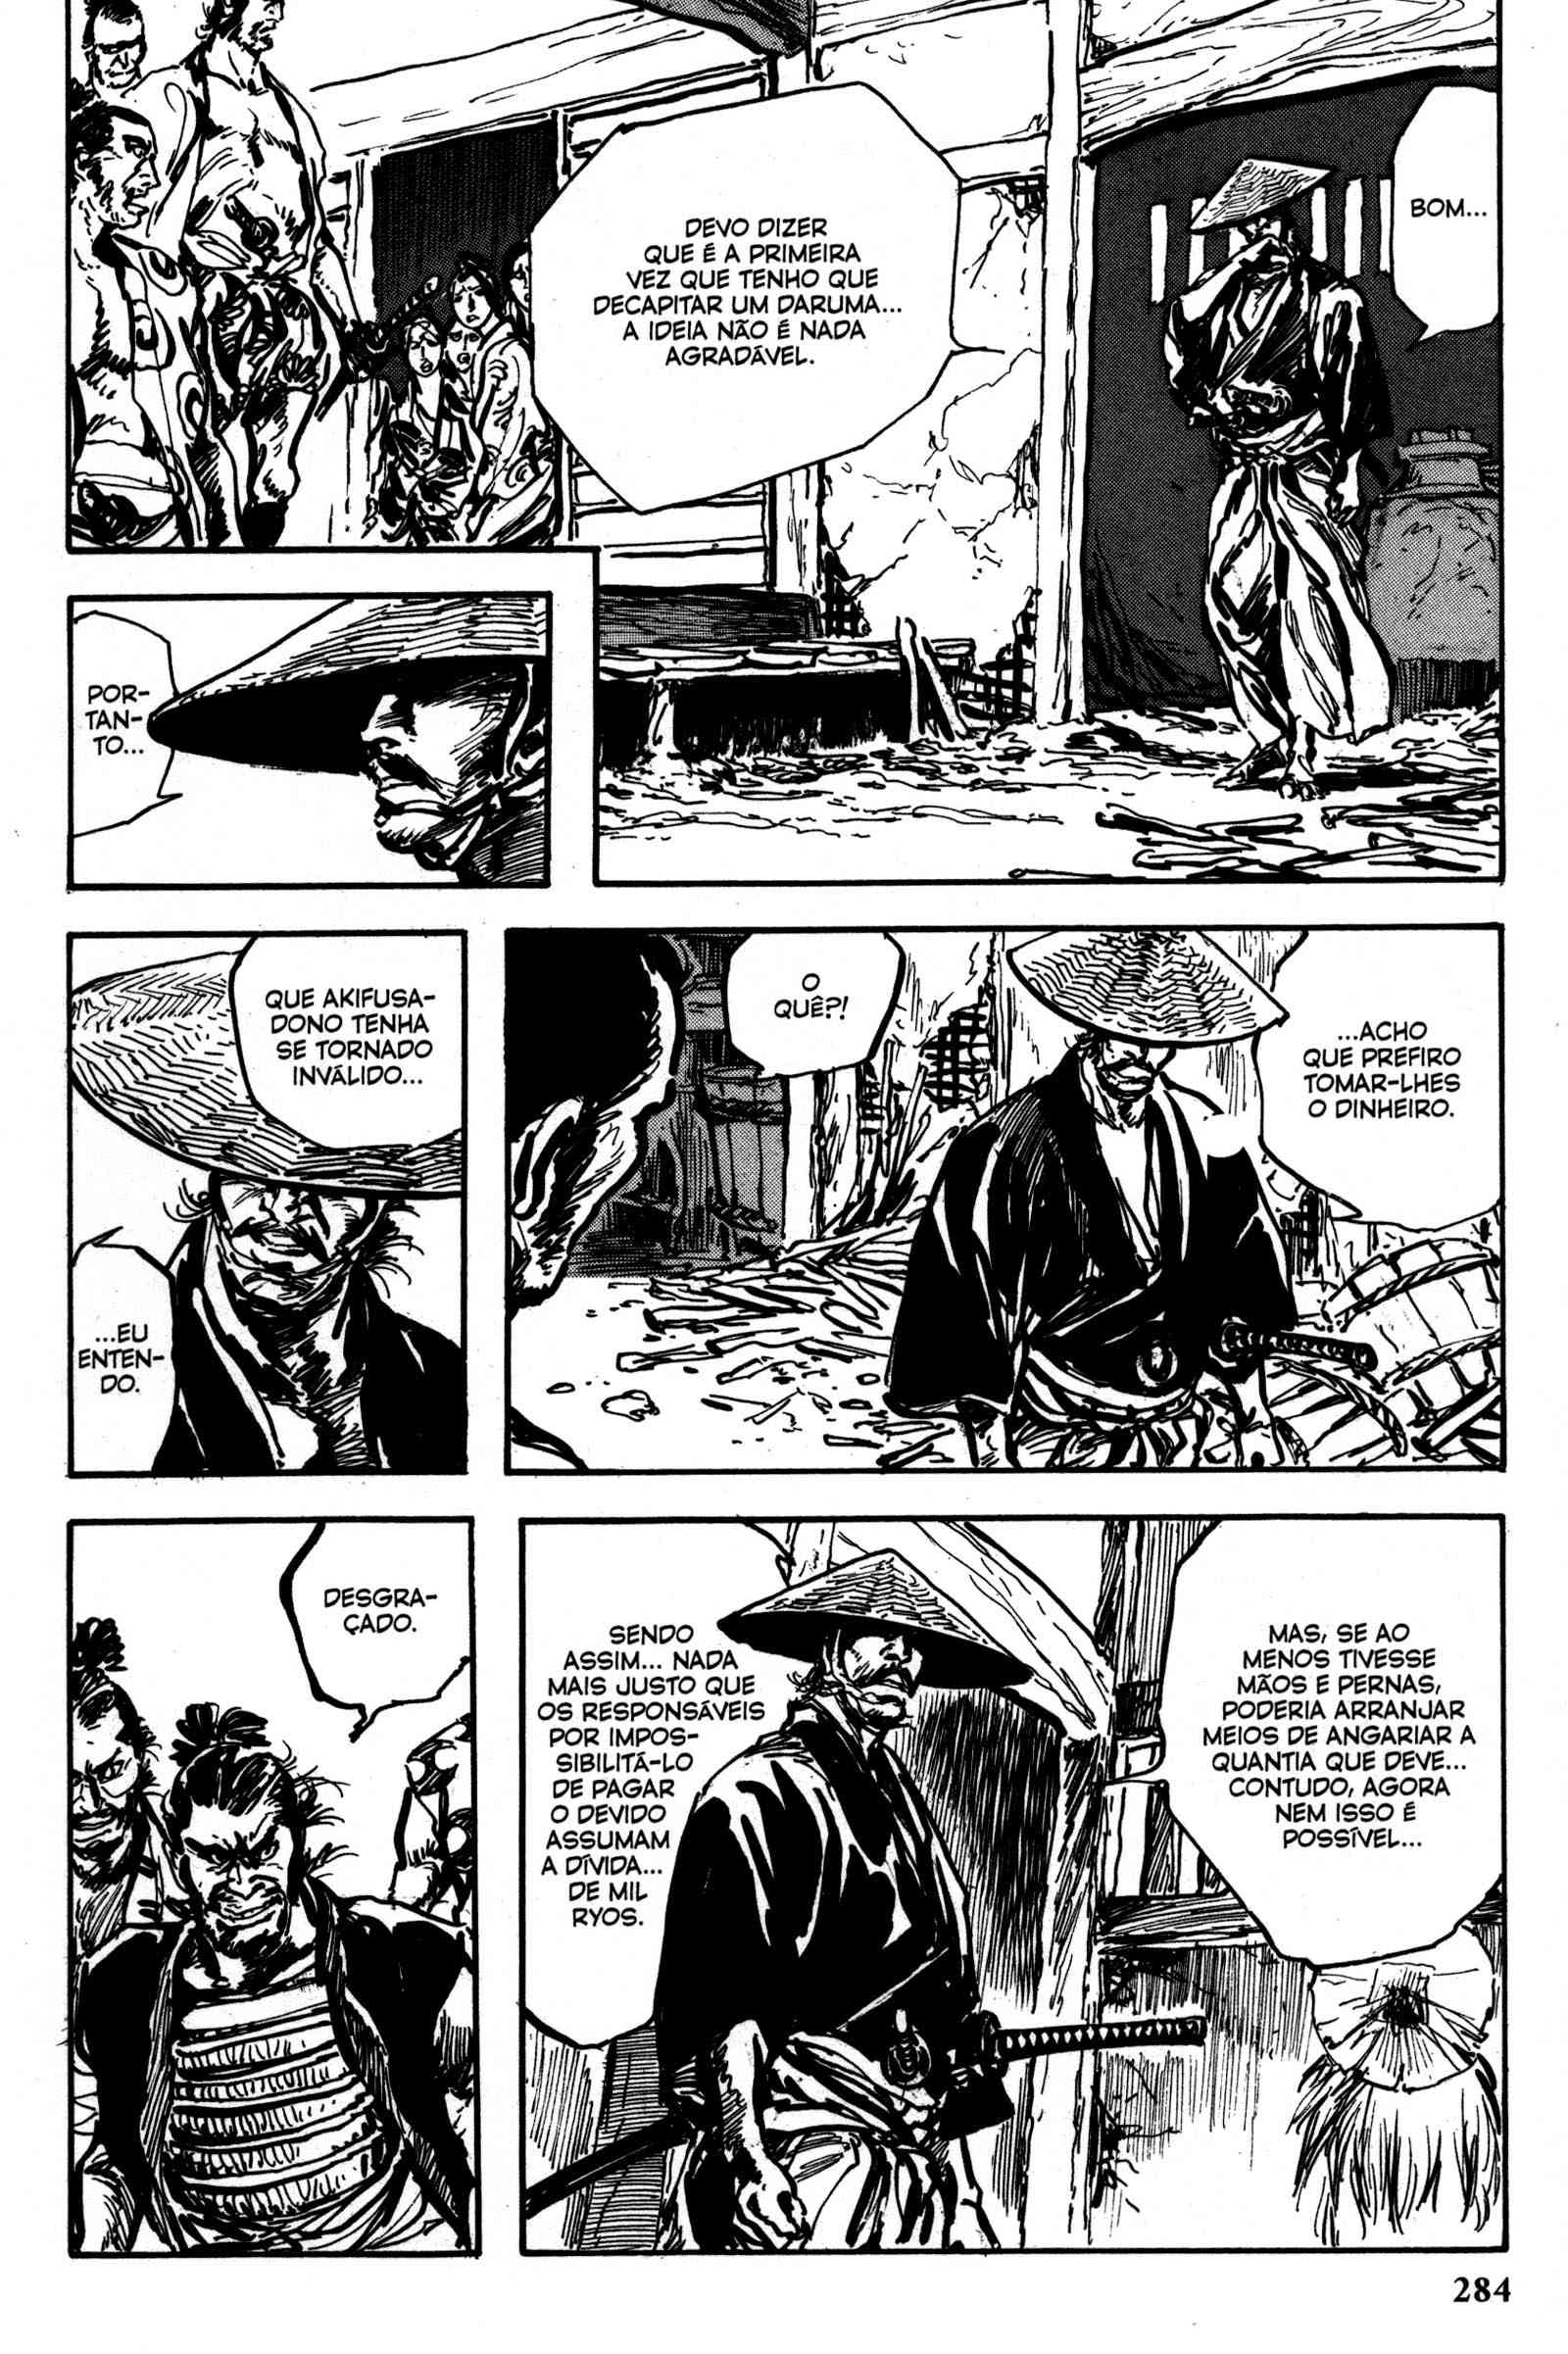 BOM...
DEVO DIZER
QUE É A PRIMEIRA
VEZ QUE TENHO QUE
DECAPITAR UM DARUMA...
A IDEIA NÃO É NADA
AGRADÁVEL.
POR-
TAN-
TO...
...ACHO
QUE PREFIRO
TOMAR-LHES
O DINHEIRO.
O
QUÊ?!
QUE AKIFUSA-
DONO TENHA
SE TORNADO
INVÁLIDO...
...EU
ENTEN-
DO.
MAS, SE AO
MENOS TIVESSE
MÃOS E PERNAS,
PODERIA ARRANJAR
MEIOS DE ANGARIAR A
QUANTIA QUE DEVE...
CONTUDO, AGORA
NEM ISSO É
POSSÍVEL...
SENDO
ASSIM... NADA
MAIS JUSTO QUE
OS RESPONSÁVEIS
POR IMPOS-
SIBILITÁ-LO
DE PAGAR
O DEVIDO
ASSUMAM
A DÍVIDA...
DE MIL
RYOS.
DESGRA-
ÇADO.
284